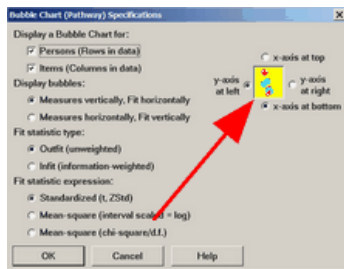 Bubble Chart (Pathway) Specifications
Display a Bubble Chart for:
Persons (Rows in data)
Items (Columns in data)
Display bubbles:
Measures vertically, Fit horizontally
Measures horizontally, Fit vertically
Fit statistic type:
Outfit (unweighted)
Infit (information-weighted)
Fit statistic expression:
Standardized (t, ZStd)
Mean-square (interval scaled = log)
Mean-square (chi-square/d.f.)
OK Cancel Help
x-axis at top
y-axis at left
y-axis at right
x-axis at bottom